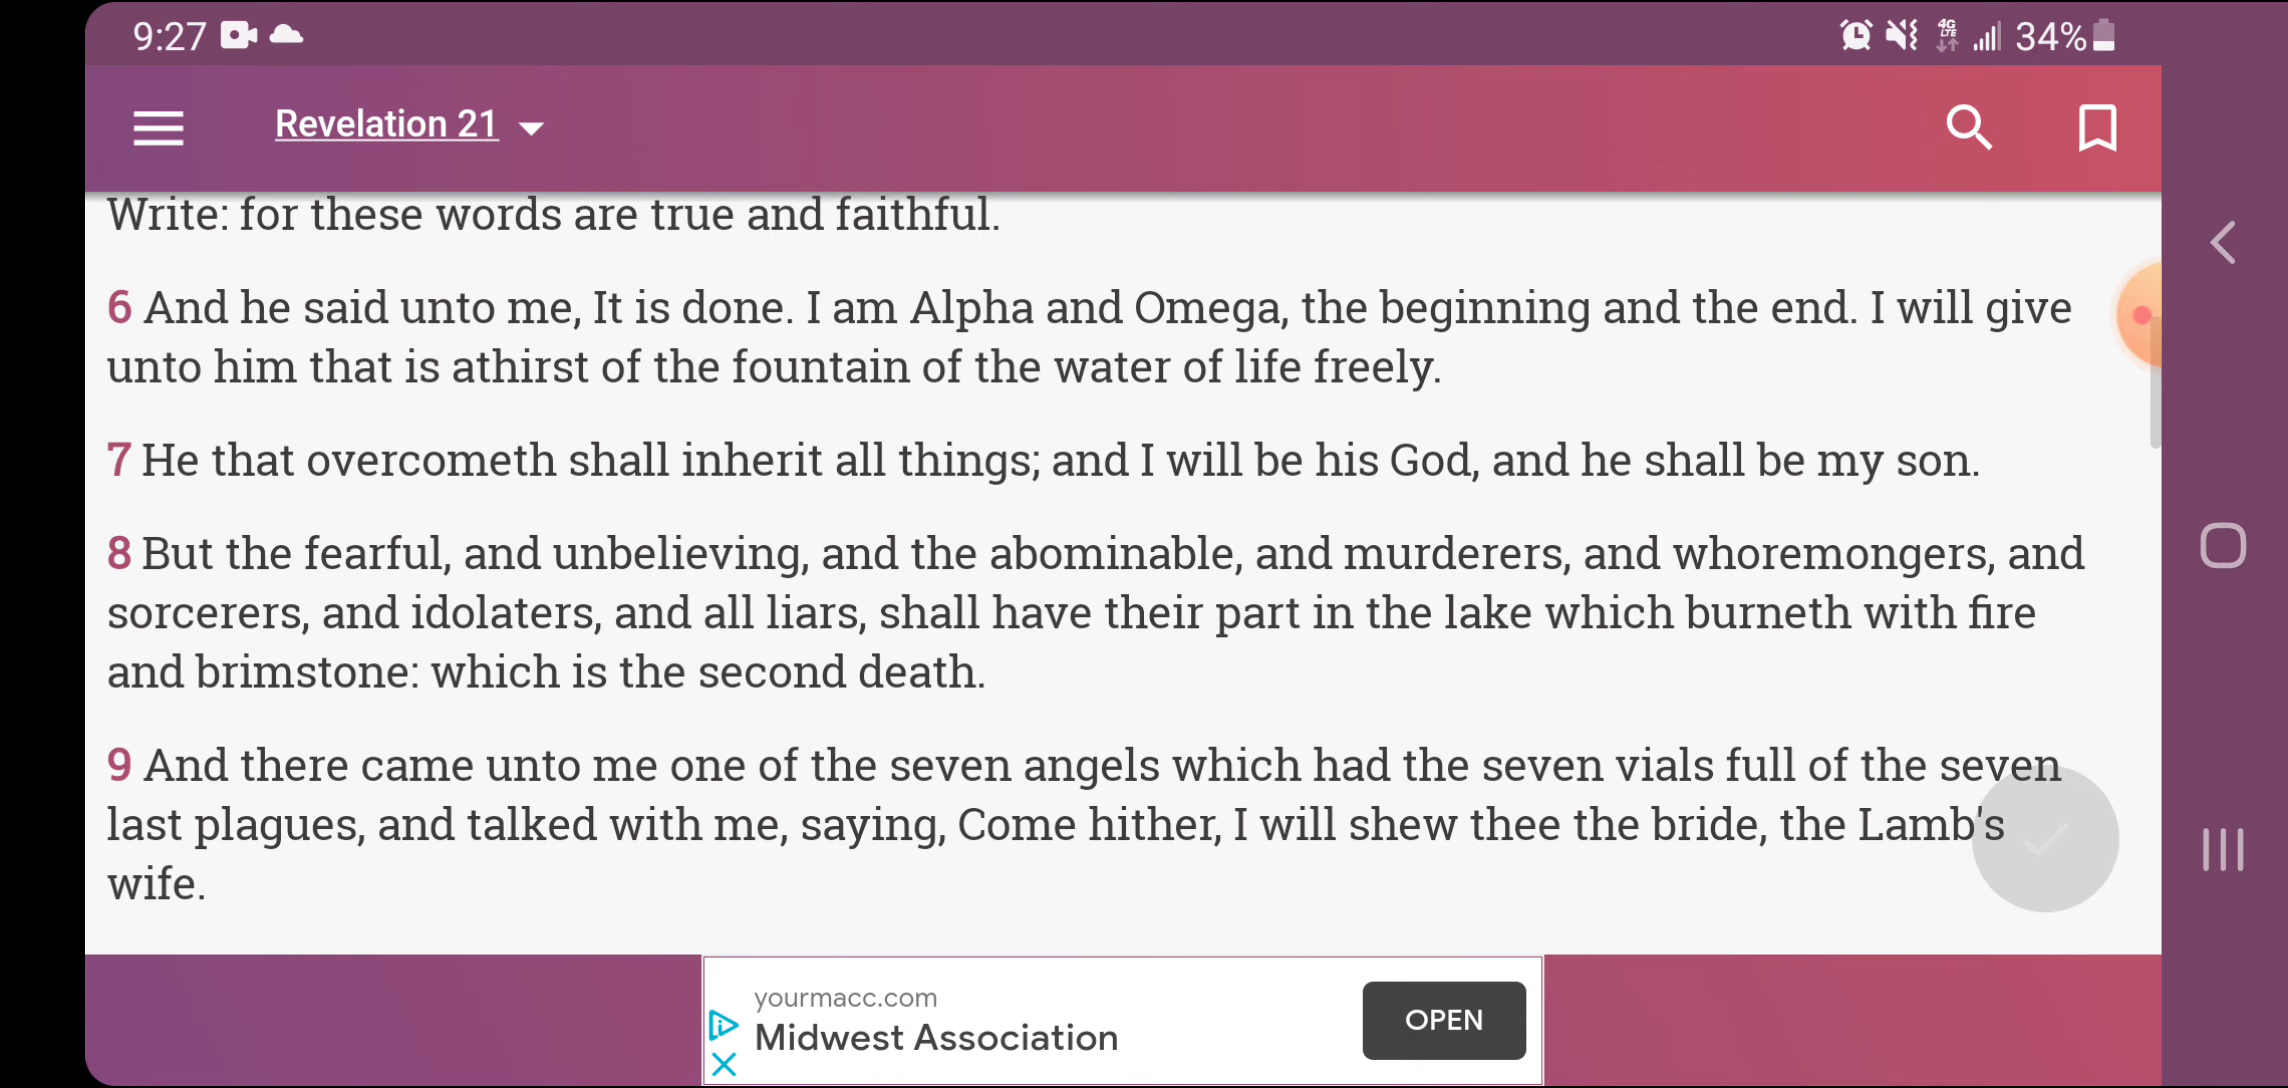 9:27
4G LTE
34%
Revelation 21
Write: for these words are true and faithful.
6 And he said unto me, It is done. I am Alpha and Omega, the beginning and the end. I will give
unto him that is athirst of the fountain of the water of life freely.
7 He that overcometh shall inherit all things; and I will be his God, and he shall be my son.
8 But the fearful, and unbelieving, and the abominable, and murderers, and whoremongers, and
sorcerers, and idolaters, and all liars, shall have their part in the lake which burneth with fire
and brimstone: which is the second death.
9 And there came unto me one of the seven angels which had the seven vials full of the seven
last plagues, and talked with me, saying, Come hither, I will shew thee the bride, the Lamb's
wife.
yourmacc.com
Midwest Association
OPEN